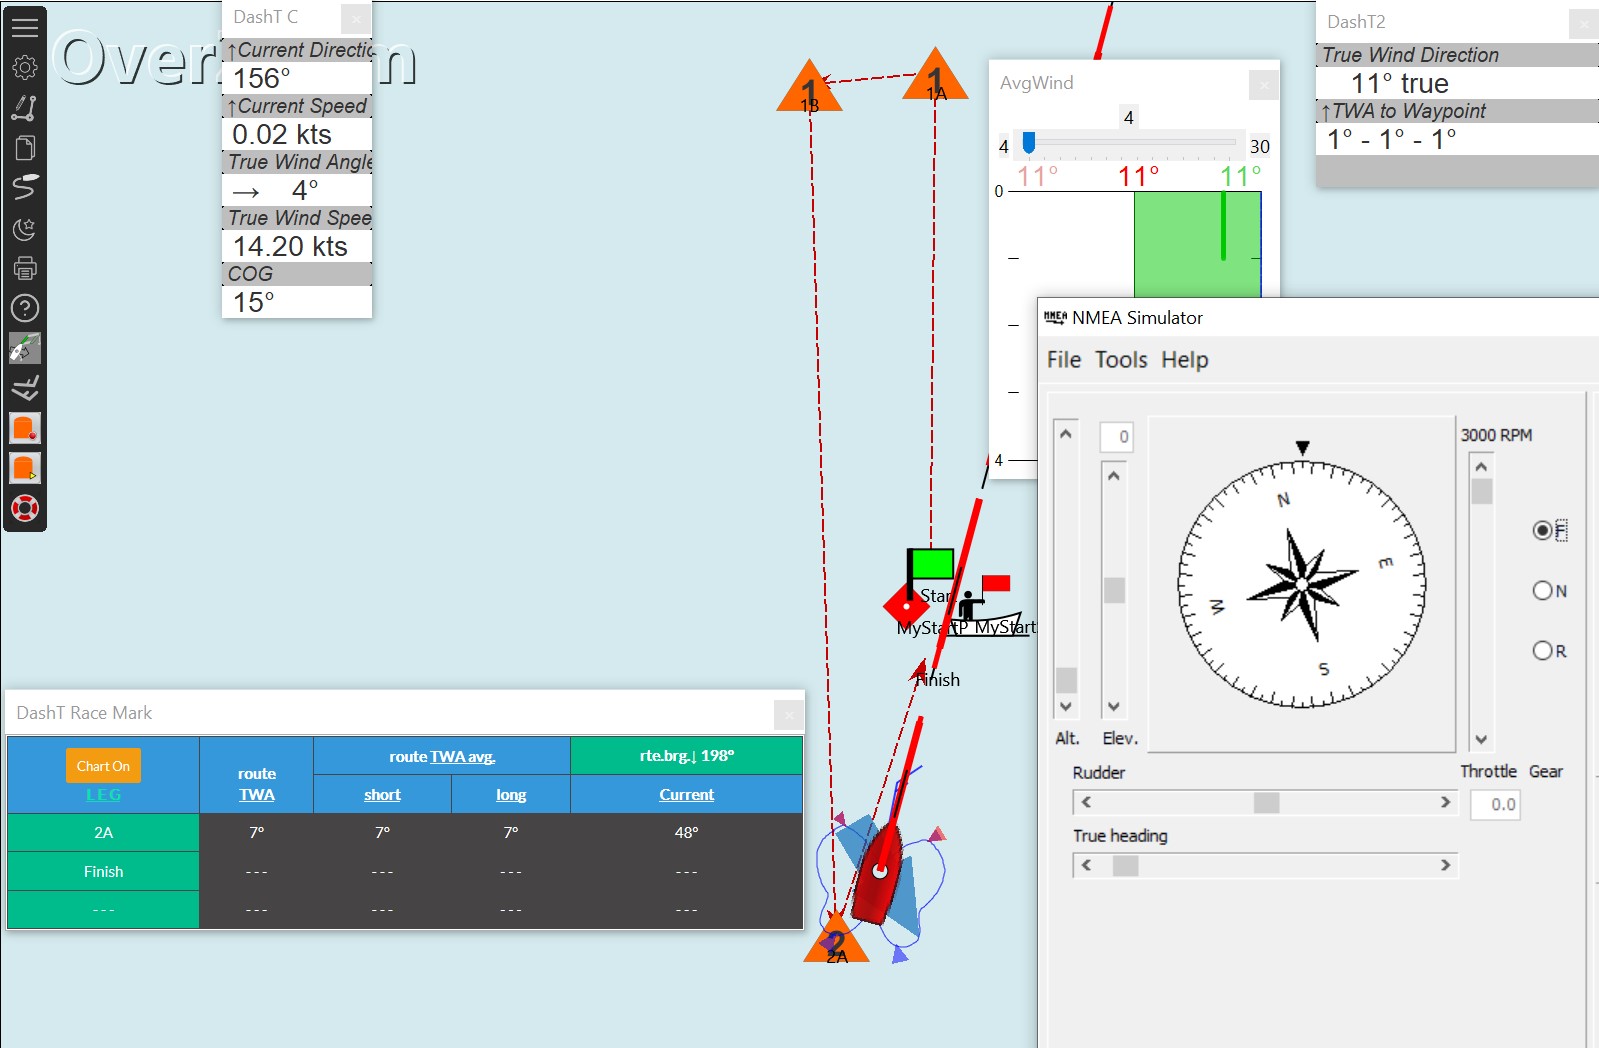 OverZoom
DashT C
↑Current Directic
156°
↑Current Speed
0.02 kts
True Wind Angle
→ 4°
True Wind Spee
14.20 kts
COG
15°
1
1B
1
1A
AvgWind
4
4
30
11°
11°
11°
0
4
DashT2
True Wind Direction
11° true
↑TWA to Waypoint
1° - 1° - 1°
NMEA
NMEA Simulator
File Tools Help
0
3000 RPM
N
E
S
W
F
N
R
Alt.
Elev.
Rudder
Throttle Gear
0.0
True heading
Star
MyStartP
MyStart
Finish
2
2A
DashT Race Mark
Chart On
LEG
route
TWA
route TWA avg.
short
long
rte.brg.↓ 198°
Current
2A 7° 7° 7° 48°
Finish --- --- --- ---
--- --- --- --- ---